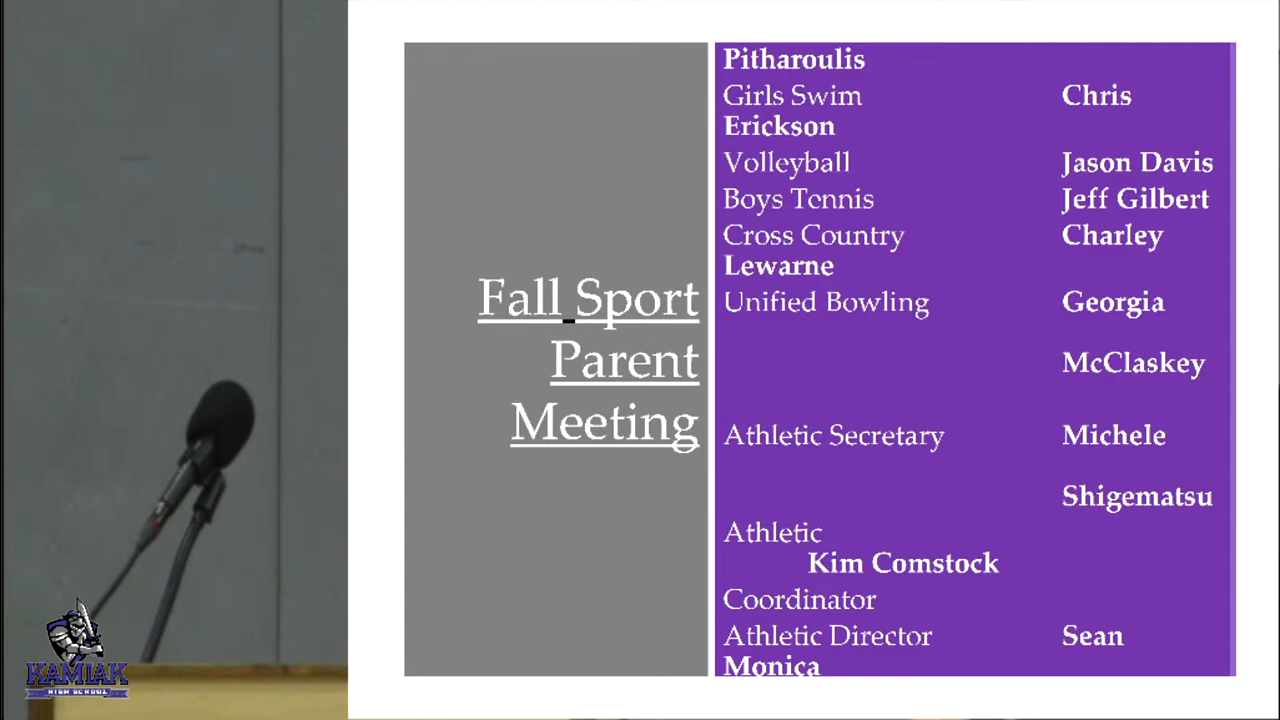 Fall Sport
Parent
Meeting
Pitharoulis
Girls Swim Chris
Erickson
Volleyball Jason Davis
Boys Tennis Jeff Gilbert
Cross Country Charley
Lewarne
Unified Bowling Georgia
McClaskey
Athletic Secretary Michele
Shigematsu
Athletic
Kim Comstock
Coordinator
Athletic Director Sean
Monica
KAMIAK
HIGH SCHOOL